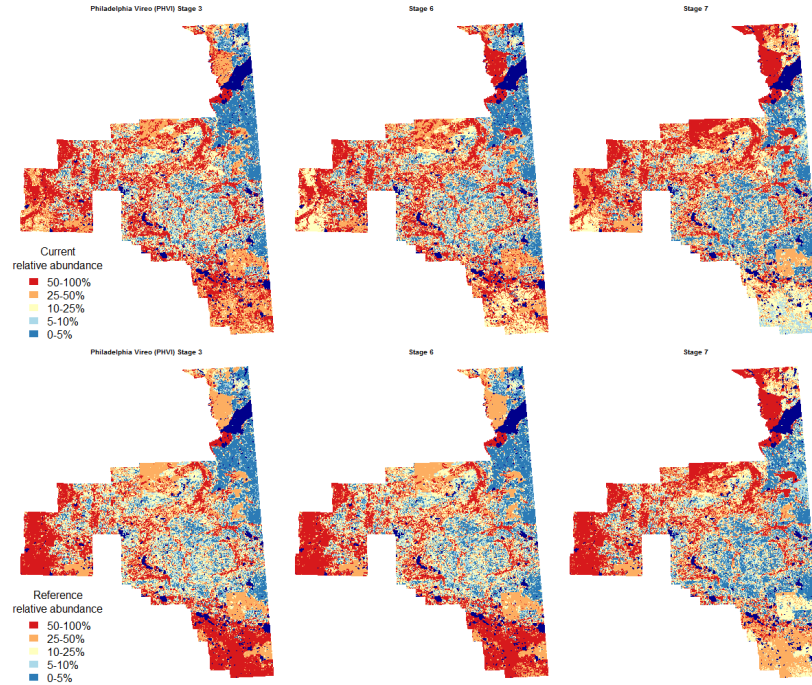 Philadelphia Vireo (PHVI) Stage 3
Stage 6
Stage 7
Current
relative abundance
50-100%
25-50%
10-25%
5-10%
0-5%
Philadelphia Vireo (PHVI) Stage 3
Stage 6
Stage 7
Reference
relative abundance
50-100%
25-50%
10-25%
5-10%
0-5%